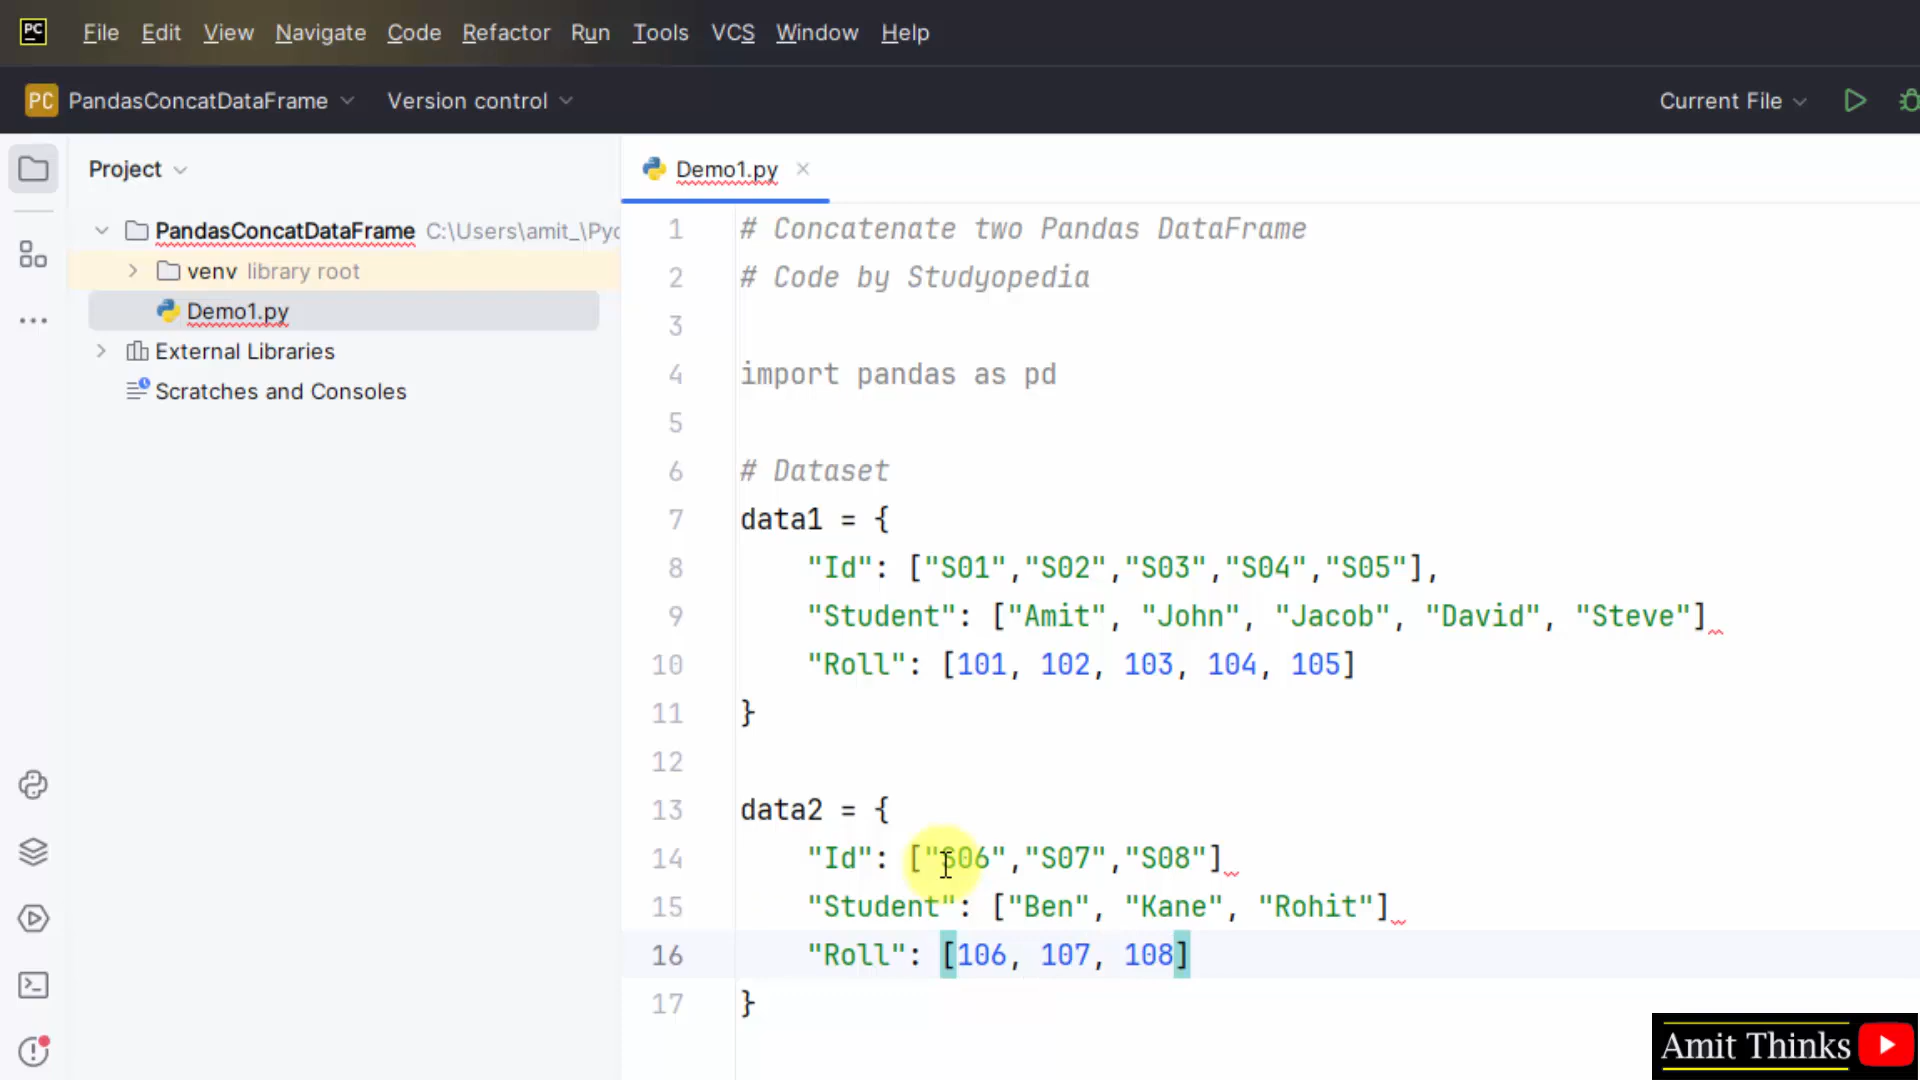 PC File Edit View Navigate Code Refactor Run Tools VCS Window Help
PC PandasConcatDataFrame Version control Current File
Project
Demo1.py
PandasConcatDataFrame C:\Users\amit_\Pyc
venv library root
Demo1.py
External Libraries
Scratches and Consoles
1 # Concatenate two Pandas DataFrame
2 # Code by Studyopedia
3
4 import pandas as pd
5
6 # Dataset
7 data1 = {
8 "Id": ["S01","S02","S03","S04","S05"],
9 "Student": ["Amit", "John", "Jacob", "David", "Steve"]
10 "Roll": [101, 102, 103, 104, 105]
11 }
12
13 data2 = {
14 "Id": ["S06","S07","S08"]
15 "Student": ["Ben", "Kane", "Rohit"]
16 "Roll": [106, 107, 108]
17 }
Amit Thinks